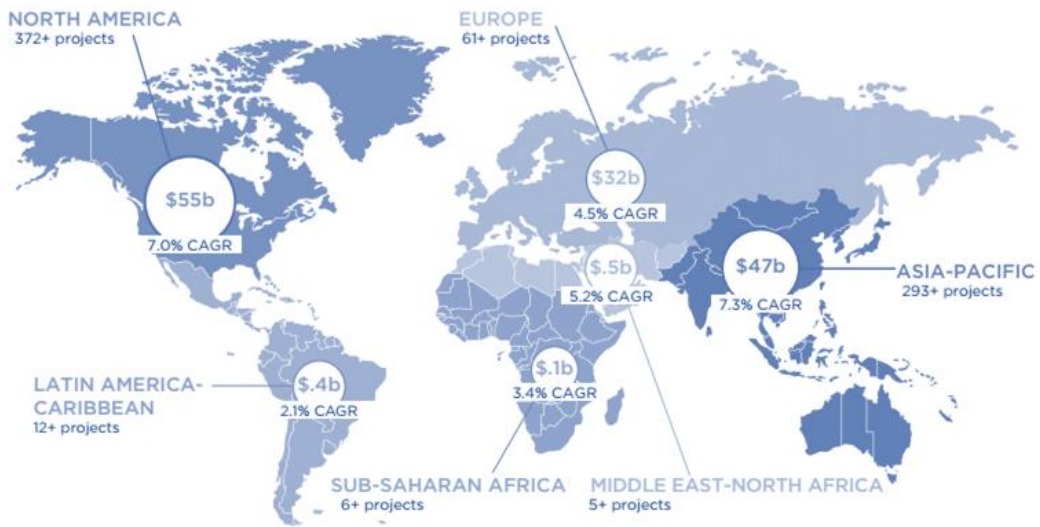 NORTH AMERICA
372+ projects
$55b
7.0% CAGR
EUROPE
61+ projects
$32b
4.5% CAGR
$.5b
5.2% CAGR
$47b
7.3% CAGR
ASIA-PACIFIC
293+ projects
LATIN AMERICA-
CARIBBEAN
12+ projects
$.4b
2.1% CAGR
$.1b
3.4% CAGR
SUB-SAHARAN AFRICA
6+ projects
MIDDLE EAST-NORTH AFRICA
5+ projects